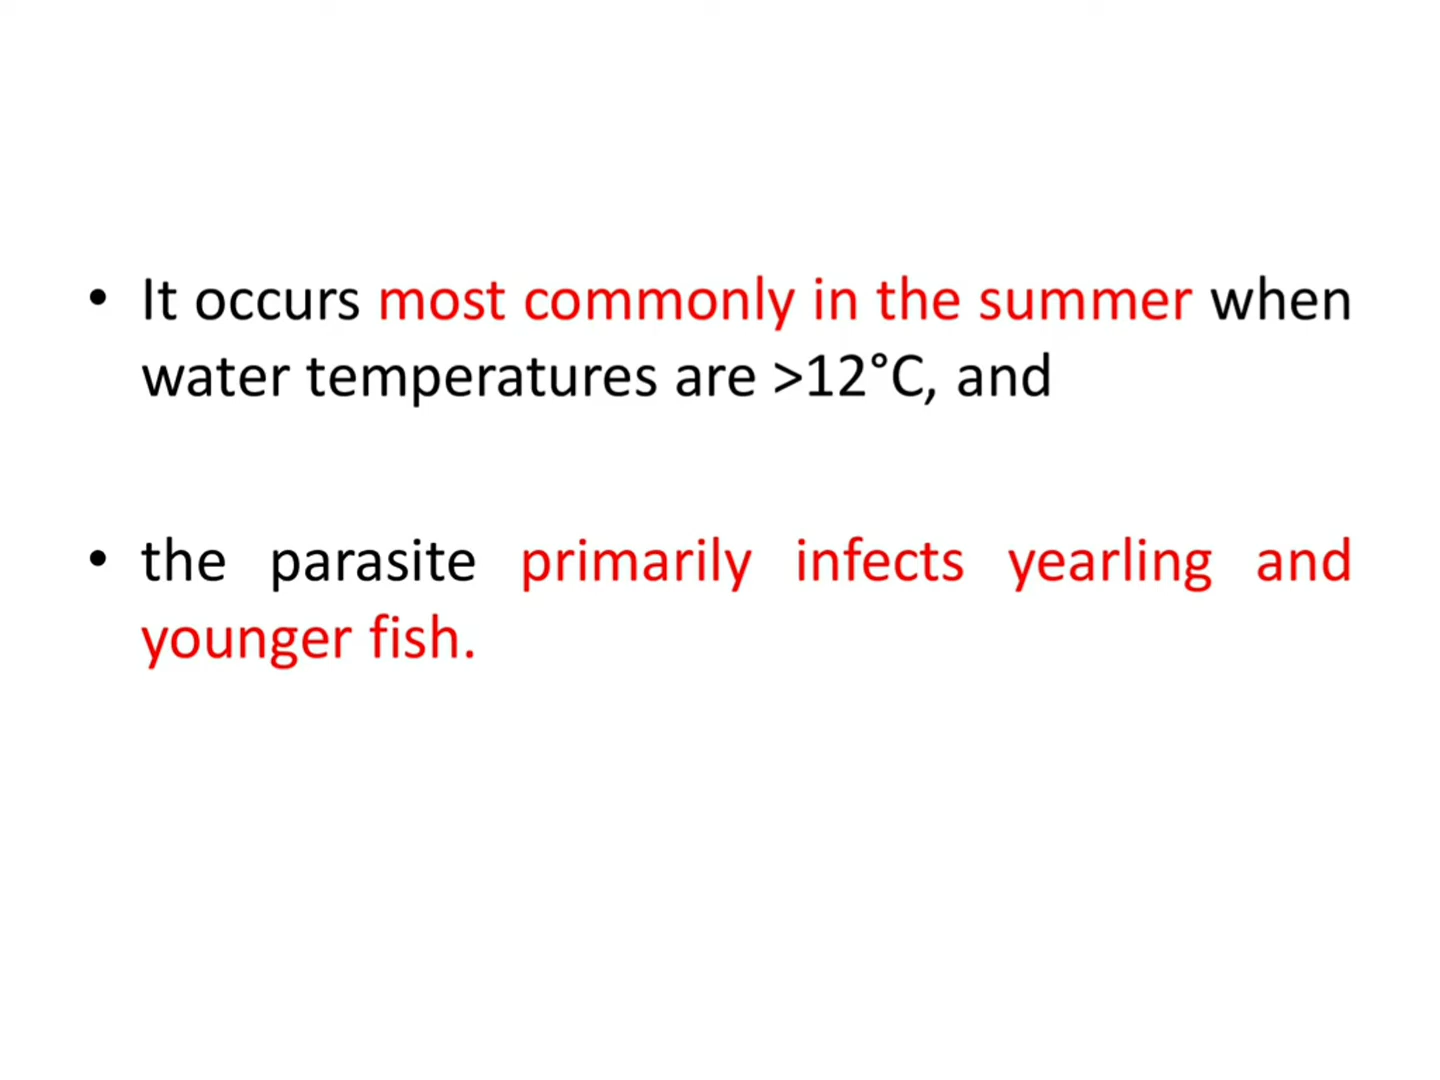 • It occurs most commonly in the summer when
water temperatures are >12°C, and
• the parasite primarily infects yearling and
younger fish.